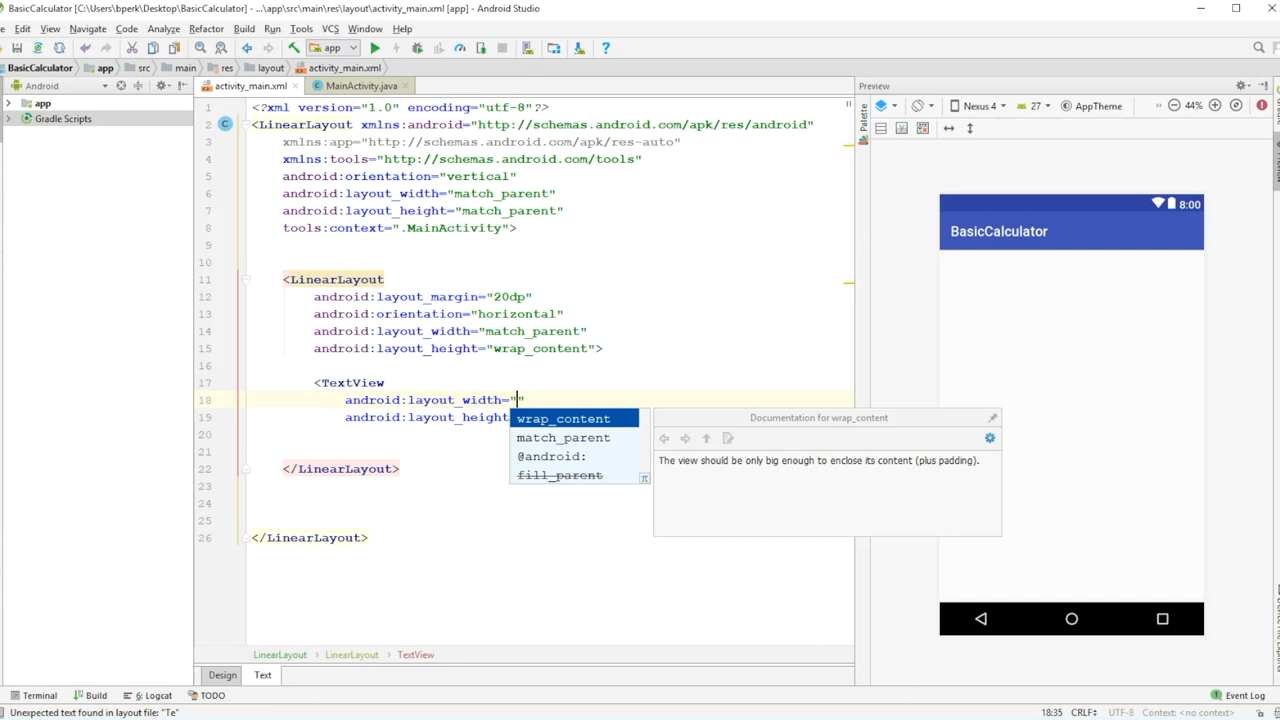 BasicCalculator [C:\Users\bperk\Desktop\BasicCalculator] - ...\app\src\main\res\layout\activity_main.xml [app] - Android Studio
Edit View Navigate Code Analyze Refactor Build Run Tools VCS Window Help
app
BasicCalculator app src main res layout activity_main.xml
Android
activity_main.xml
MainActivity.java
Preview
app
Gradle Scripts
Palette
Nexus 4 27 AppTheme 44%
1 <?xml version="1.0" encoding="utf-8"?>
2 <LinearLayout xmlns:android="http://schemas.android.com/apk/res/android"
3 xmlns:app="http://schemas.android.com/apk/res-auto"
4 xmlns:tools="http://schemas.android.com/tools"
5 android:orientation="vertical"
6 android:layout_width="match_parent"
7 android:layout_height="match_parent"
8 tools:context=".MainActivity">
9
10
11 <LinearLayout
12 android:layout_margin="20dp"
13 android:orientation="horizontal"
14 android:layout_width="match_parent"
15 android:layout_height="wrap_content">
16
17 <TextView
18 android:layout_width=""
19 android:layout_height
20
21
22 </LinearLayout>
23
24
25
26 </LinearLayout>
wrap_content
match_parent
@android:
fill_parent
Documentation for wrap_content
The view should be only big enough to enclose its content (plus padding).
8:00
BasicCalculator
LinearLayout › LinearLayout › TextView
Design Text
Terminal Build 6: Logcat TODO Event Log
Unexpected text found in layout file: "Te" 18:35 CRLF UTF-8 Context: <no context>